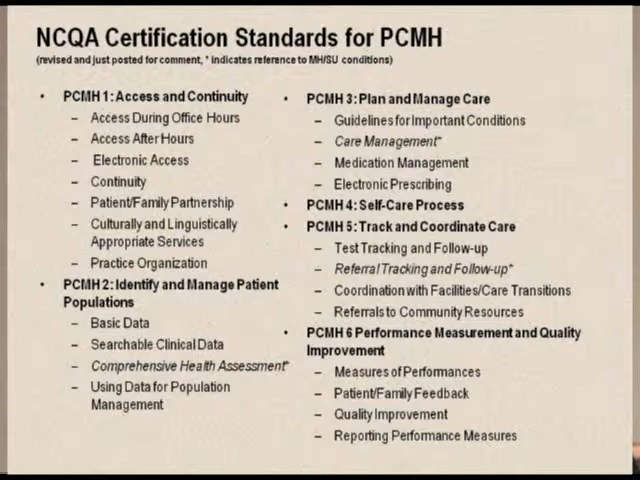 NCQA Certification Standards for PCMH
(revised and just posted for comment, * indicates reference to MH/SU conditions)
• PCMH 1: Access and Continuity
– Access During Office Hours
– Access After Hours
– Electronic Access
– Continuity
– Patient/Family Partnership
– Culturally and Linguistically
Appropriate Services
– Practice Organization
• PCMH 2: Identify and Manage Patient
Populations
– Basic Data
– Searchable Clinical Data
– Comprehensive Health Assessment*
– Using Data for Population
Management
• PCMH 3: Plan and Manage Care
– Guidelines for Important Conditions
– Care Management*
– Medication Management
– Electronic Prescribing
• PCMH 4: Self-Care Process
• PCMH 5: Track and Coordinate Care
– Test Tracking and Follow-up
– Referral Tracking and Follow-up*
– Coordination with Facilities/Care Transitions
– Referrals to Community Resources
• PCMH 6 Performance Measurement and Quality
Improvement
– Measures of Performances
– Patient/Family Feedback
– Quality Improvement
– Reporting Performance Measures